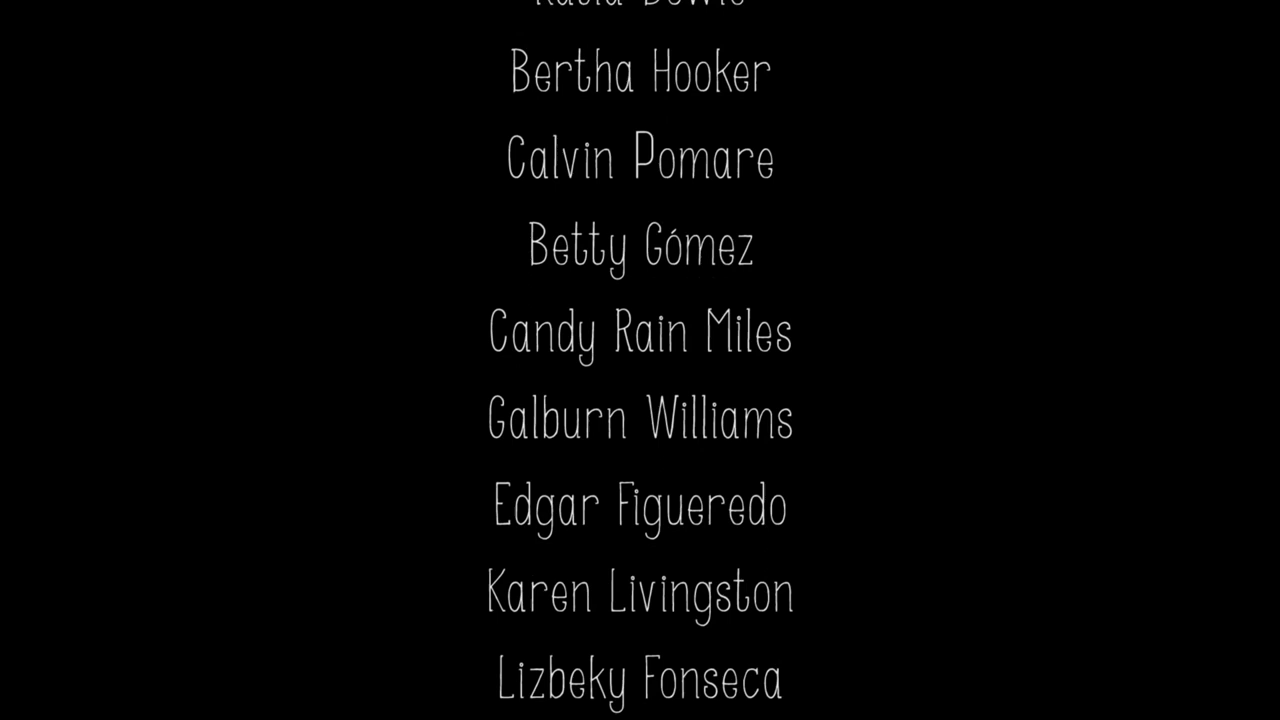 Bertha Hooker
Calvin Pomare
Betty Gómez
Candy Rain Miles
Galburn Williams
Edgar Figueredo
Karen Livingston
Lizbeky Fonseca